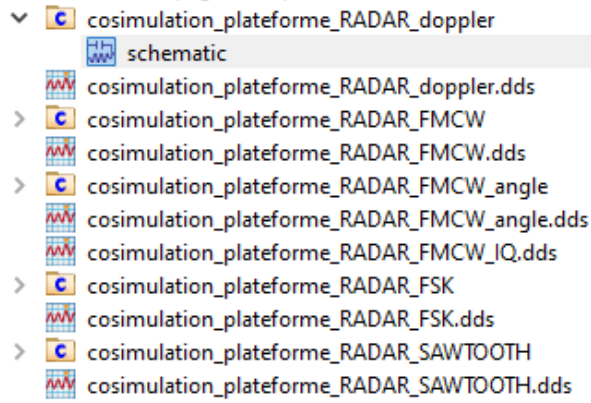 cosimulation_plateforme_RADAR_doppler
schematic
cosimulation_plateforme_RADAR_doppler.dds
cosimulation_plateforme_RADAR_FMCW
cosimulation_plateforme_RADAR_FMCW.dds
cosimulation_plateforme_RADAR_FMCW_angle
cosimulation_plateforme_RADAR_FMCW_angle.dds
cosimulation_plateforme_RADAR_FMCW_IQ.dds
cosimulation_plateforme_RADAR_FSK
cosimulation_plateforme_RADAR_FSK.dds
cosimulation_plateforme_RADAR_SAWTOOTH
cosimulation_plateforme_RADAR_SAWTOOTH.dds